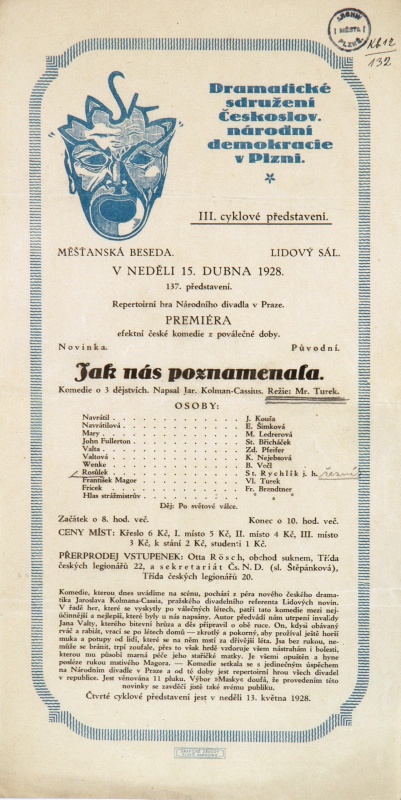 ARCHIV
MĚSTA
PLZNĚ
132
Dramatické
sdružení
Českoslov.
národní
demokracie
v Plzni.
III. cyklové představení.
MĚŠŤANSKÁ BESEDA. LIDOVÝ SÁL.
V NEDĚLI 15. DUBNA 1928.
137. představení.
Repertoirní hra Národního divadla v Praze.
PREMIÉRA
efektní české komedie z poválečné doby.
Novinka. Původní.
Jak nás poznamenala.
Komedie o 3 dějstvích. Napsal Jar. Kolman-Cassius. Režie: Mr. Turek.
OSOBY:
Navrátil J. Kouša
Navrátilová E. Šimková
Mary M. Ledrerová
John Fullerton St. Břicháček
Valta Zd. Pfeifer
Valtová K. Nejebtová
Wenke B. Večl
Rosůlek St. Rychlík j. h.
František Magor Vl. Turek
Fricek Fr. Brandtner
Hlas strážmistrův " " "
Děj: Po světové válce.
Začátek o 8. hod. več. Konec o 10. hod. več.
CENY MÍST: Křeslo 6 Kč, I. místo 5 Kč, II. místo 4 Kč, III. místo
3 Kč, k stání 2 Kč, studenti 1 Kč.
PŘERPRODEJ VSTUPENEK: Otta Rösch, obchod suknem, Třída
českých legionářů 22, a sekretariát Čs. N. D. (sl. Štěpánková),
Třída českých legionářů 20.
Komedie, kterou dnes uvádíme na scénu, pochází z péra nového českého drama-
tika Jaroslava Kolmana-Cassia, pražského divadelního referenta Lidových novin.
V řadě her, které se vyskytly po válečných létech, patří tato komedie mezi nej-
účinnější a nejlepší, které byly u nás napsány. Autor předvádí nám utrpení invalidy
Jana Valty, kterého bitevní hrůza a děs připravil o obě ruce. On, kdysi obávaný
rváč a rabiát, vrací se po létech domů — zkrotlý a pokorný, aby prožíval ještě horší
muka a potupy od lidí, které se na něm mstí za dřívější léta. Jsa bez rukou, nemů-
že se bránit, trpí zoufale, přes to však hrdě vzdoruje všem nástrahám i bolesti,
kterou mu působí marná péče jeho stařičké matky. Je všemi opuštěn a hyne
posléze rukou mstivého Magora. — Komedie setkala se s jedinečným úspěchem
na Národním divadle v Praze a od té doby jest repertoirní hrou všech divadel
v republice. Jest věnována 11 pluku. Výbor »Masky« doufá, že provedením této
novinky se zavděčí jistě také svému publiku.
Čtvrté cyklové představení jest v neděli 13. května 1928.